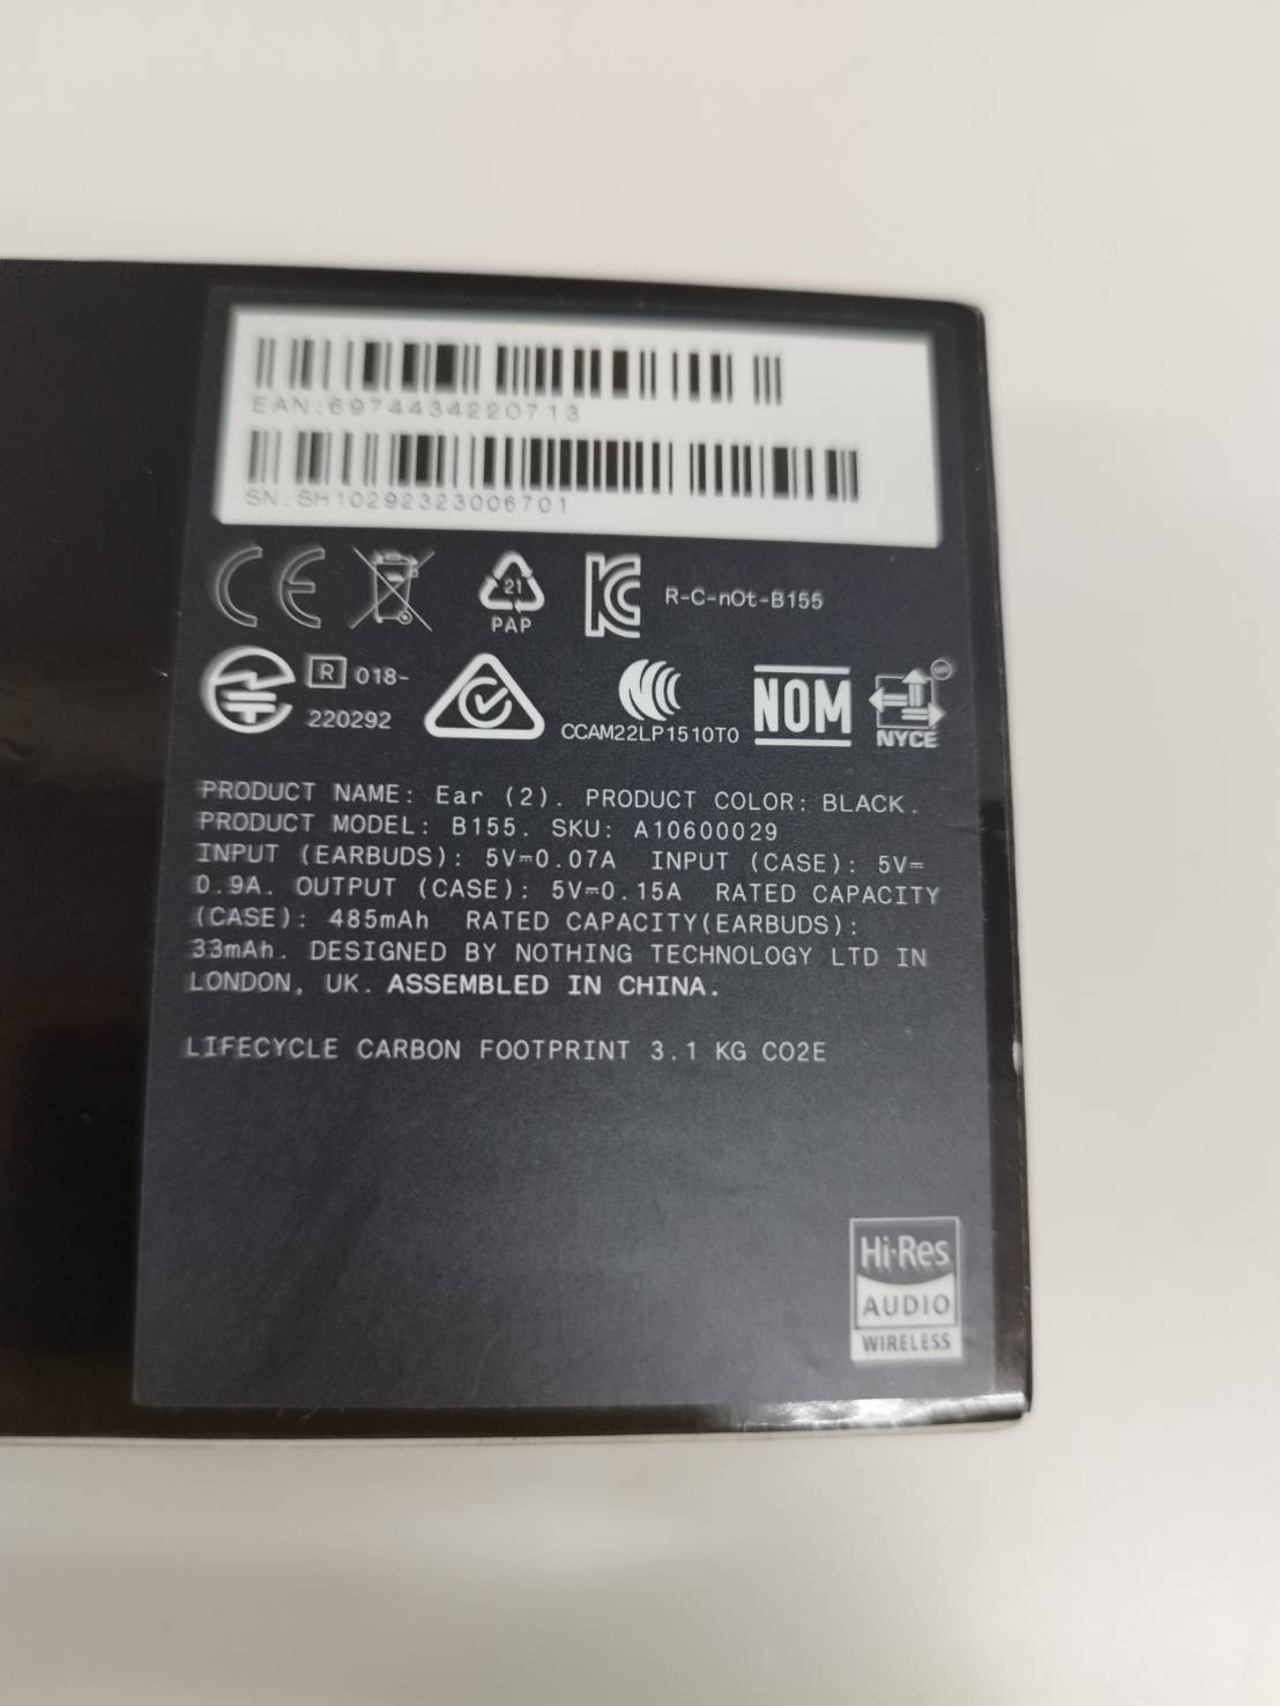 EAN:6974434220713
SN:SH10292323006701
CE
21
PAP
R-C-nOt-B155
R 018-
220292
CCAM22LP1510T0
NOM
MR
NYCE
PRODUCT NAME: Ear (2). PRODUCT COLOR: BLACK.
PRODUCT MODEL: B155. SKU: A10600029
INPUT (EARBUDS): 5V⎓0.07A INPUT (CASE): 5V⎓
0.9A. OUTPUT (CASE): 5V⎓0.15A RATED CAPACITY
(CASE): 485mAh RATED CAPACITY(EARBUDS):
33mAh. DESIGNED BY NOTHING TECHNOLOGY LTD IN
LONDON, UK. ASSEMBLED IN CHINA.
LIFECYCLE CARBON FOOTPRINT 3.1 KG CO2E
Hi-Res
AUDIO
WIRELESS